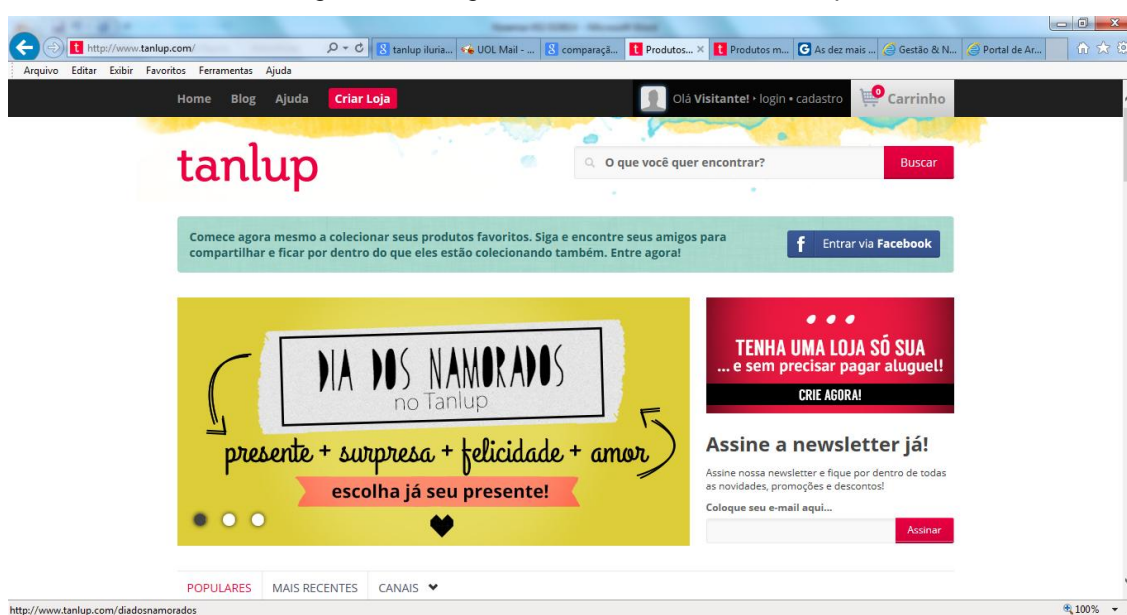 http://www.tanlup.com/
tanlup iluria...
UOL Mail - ...
comparaçã...
Produtos...
Produtos m...
As dez mais ...
Gestão & N...
Portal de Ar...
Arquivo Editar Exibir Favoritos Ferramentas Ajuda
Home Blog Ajuda Criar Loja
Olá Visitante! • login • cadastro
0
Carrinho
tanlup
O que você quer encontrar?
Buscar
Comece agora mesmo a colecionar seus produtos favoritos. Siga e encontre seus amigos para
compartilhar e ficar por dentro do que eles estão colecionando também. Entre agora!
f Entrar via Facebook
DIA DOS NAMORADOS
no Tanlup
presente + surpresa + felicidade + amor
escolha já seu presente!
TENHA UMA LOJA SÓ SUA
... e sem precisar pagar aluguel!
CRIE AGORA!
Assine a newsletter já!
Assine nossa newsletter e fique por dentro de todas
as novidades, promoções e descontos!
Coloque seu e-mail aqui...
Assinar
POPULARES MAIS RECENTES CANAIS
http://www.tanlup.com/diadosnamorados
100%